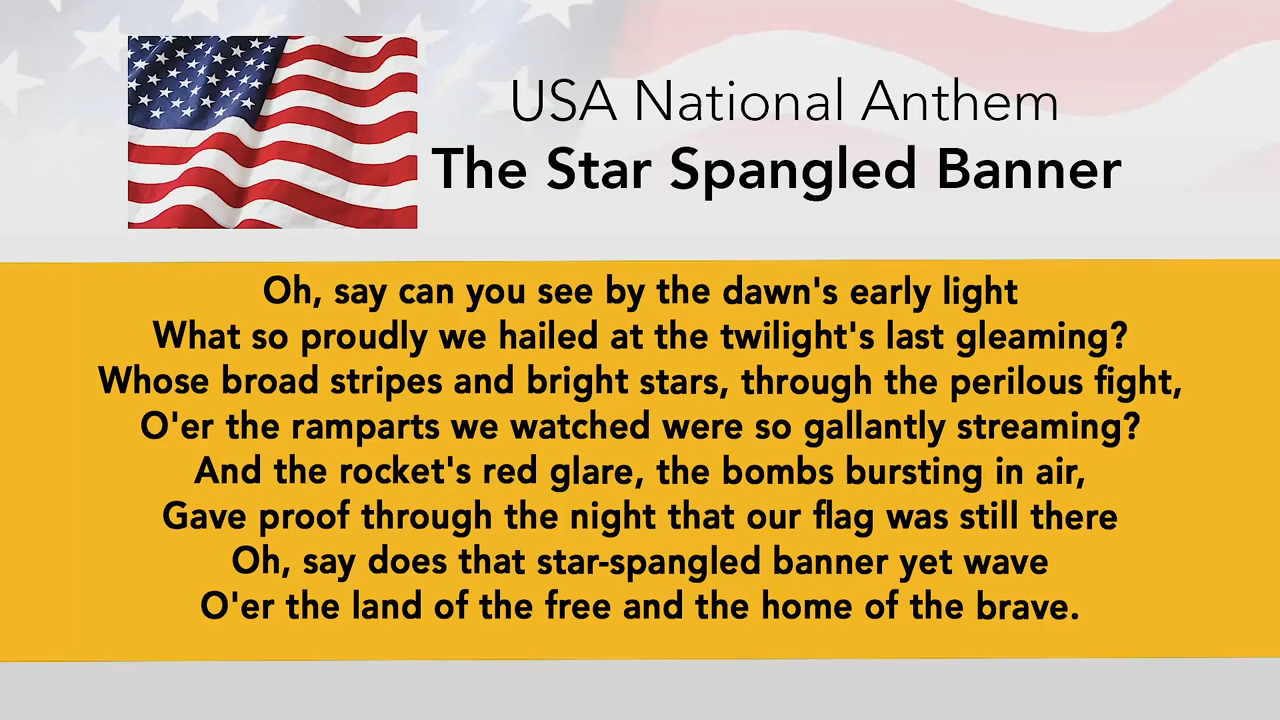 USA National Anthem
The Star Spangled Banner
Oh, say can you see by the dawn's early light
What so proudly we hailed at the twilight's last gleaming?
Whose broad stripes and bright stars, through the perilous fight,
O'er the ramparts we watched were so gallantly streaming?
And the rocket's red glare, the bombs bursting in air,
Gave proof through the night that our flag was still there
Oh, say does that star-spangled banner yet wave
O'er the land of the free and the home of the brave.